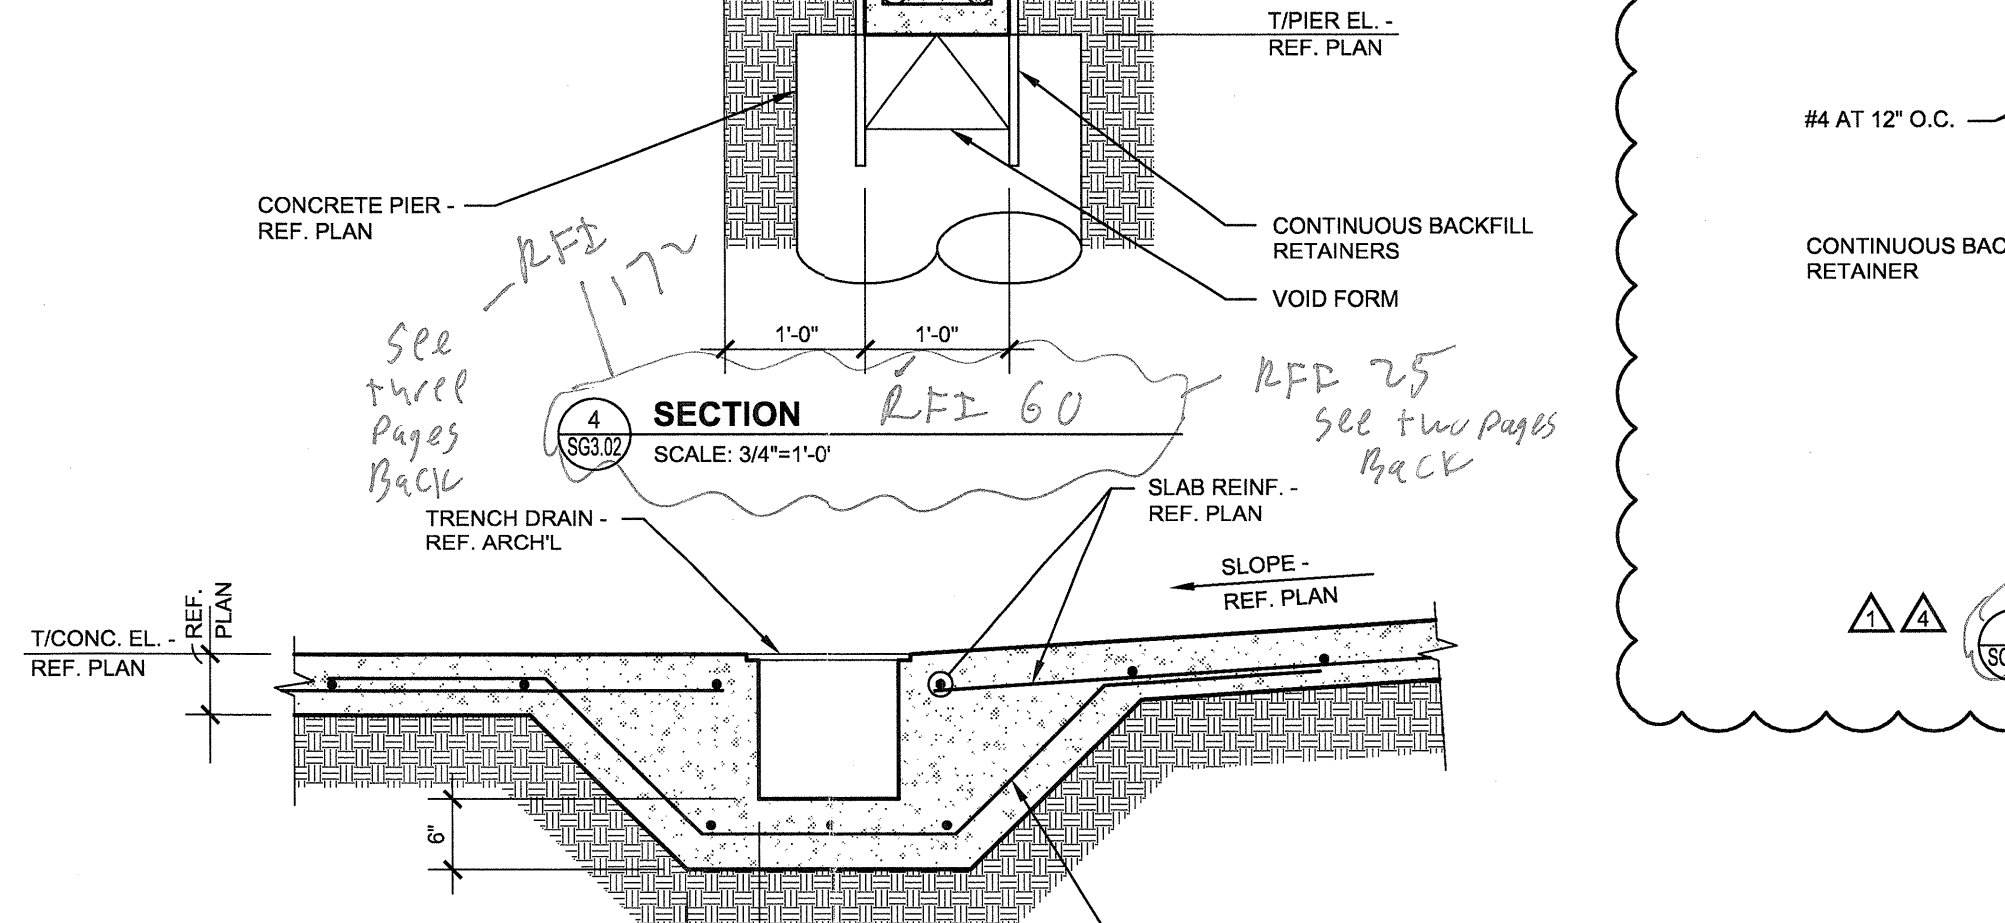 T/PIER EL. -
REF. PLAN
#4 AT 12" O.C.
CONCRETE PIER -
REF. PLAN
CONTINUOUS BACKFILL
RETAINERS
VOID FORM
CONTINUOUS BAC
RETAINER
RFI
172
See
three
Pages
Back
1'-0"
1'-0"
RFI 60
RFI 25
See two pages
Back
4
SG3.02
SECTION
SCALE: 3/4"=1'-0'
TRENCH DRAIN -
REF. ARCH'L
SLAB REINF. -
REF. PLAN
SLOPE -
REF. PLAN
REF.
PLAN
T/CONC. EL. -
REF. PLAN
6"
1
4